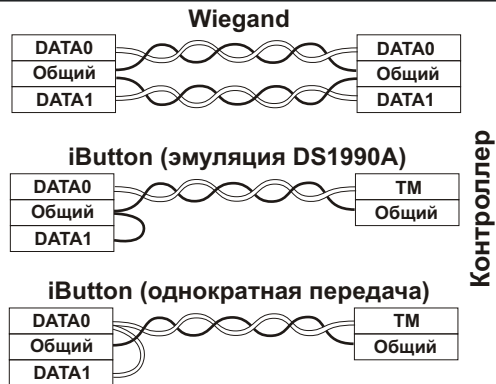 Wiegand
DATA0 DATA0
Общий Общий
DATA1 DATA1
iButton (эмуляция DS1990A)
DATA0 TM
Общий Общий
DATA1
iButton (однократная передача)
DATA0 TM
Общий Общий
DATA1
Контроллер